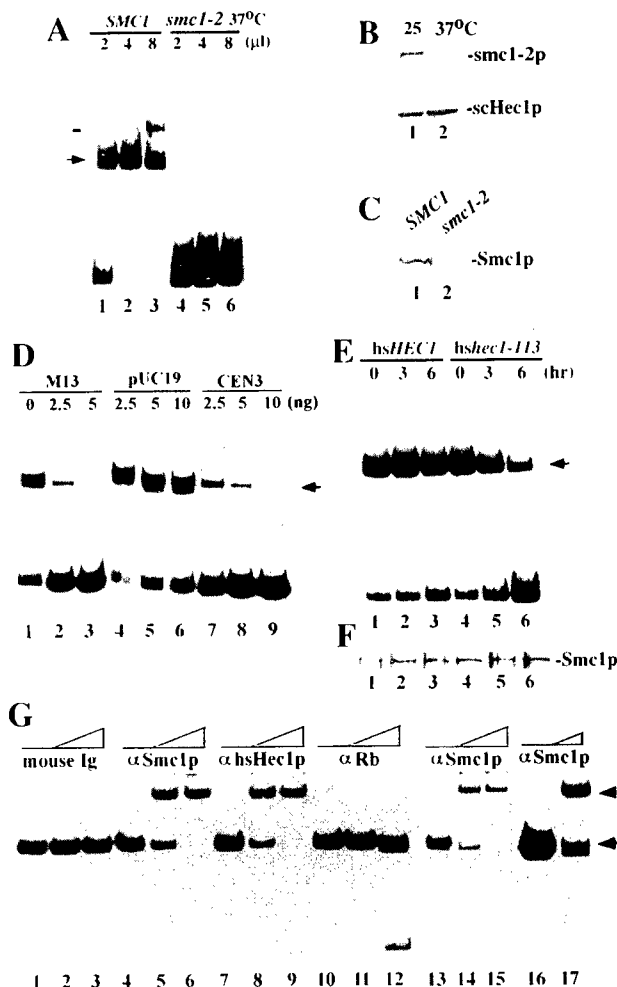 A
SMC1 smc1-2 37°C
2 4 8 2 4 8 (µl)
1 2 3 4 5 6
B
25 37°C
-smc1-2p
-scHec1p
1 2
C
SMC1 smc1-2
-Smc1p
1 2
D
M13 pUC19 CEN3
0 2.5 5 2.5 5 10 2.5 5 10 (ng)
1 2 3 4 5 6 7 8 9
E
hsHEC1 hshec1-113
0 3 6 0 3 6 (hr)
1 2 3 4 5 6
F
-Smc1p
1 2 3 4 5 6
G
mouse Ig αSmc1p αhsHec1p αRb αSmc1p αSmc1p
1 2 3 4 5 6 7 8 9 10 11 12 13 14 15 16 17